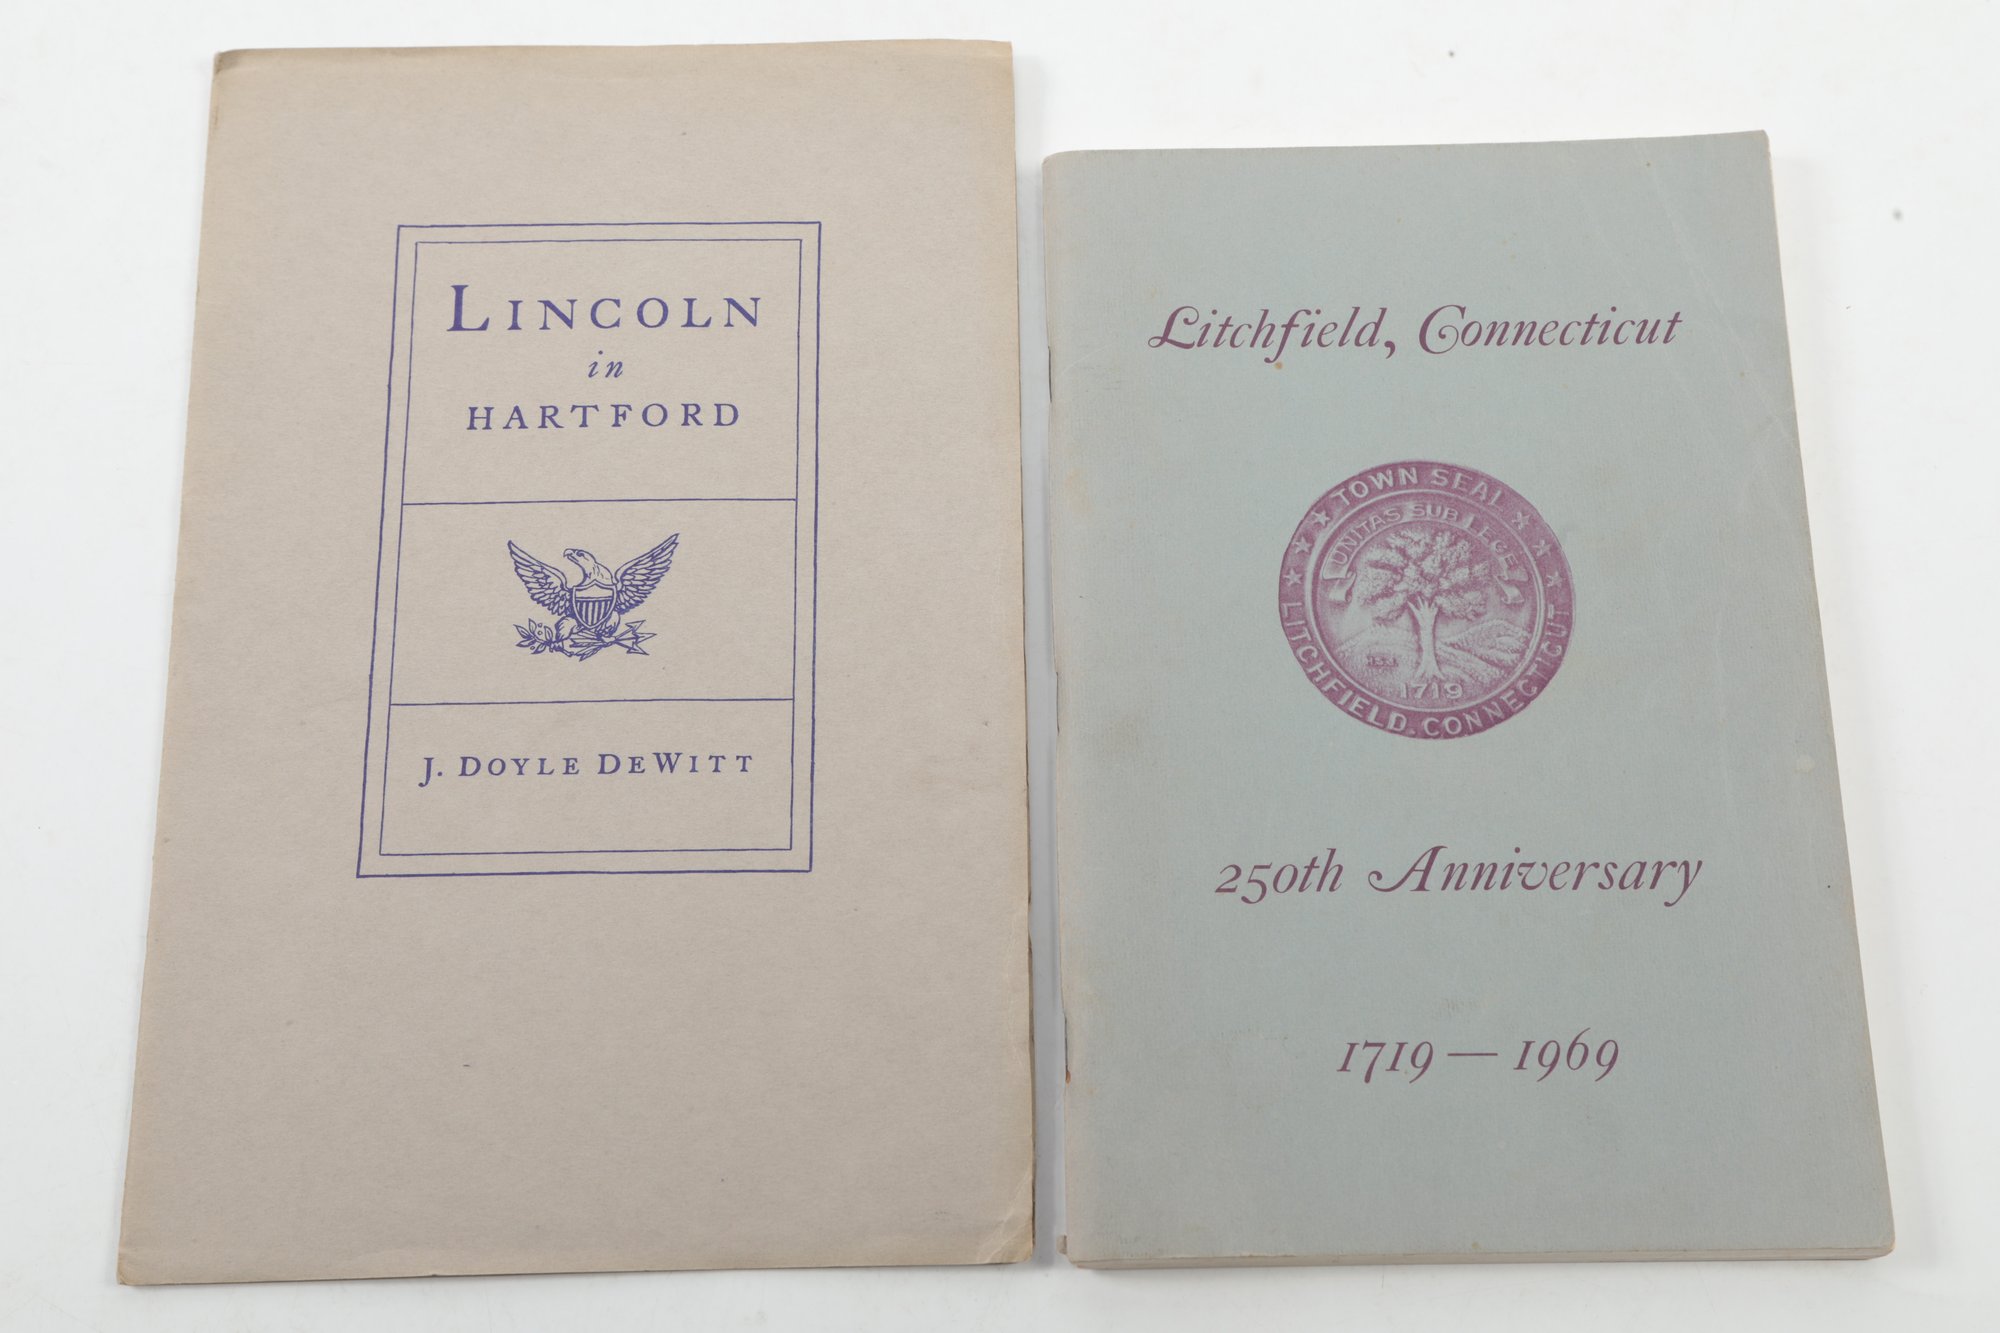 LINCOLN
in
HARTFORD
J. DOYLE DEWITT
Litchfield, Connecticut
TOWN SEAL
UNITAS SUB LEGE
1719
LITCHFIELD. CONNECTICUT
250th Anniversary
1719 — 1969